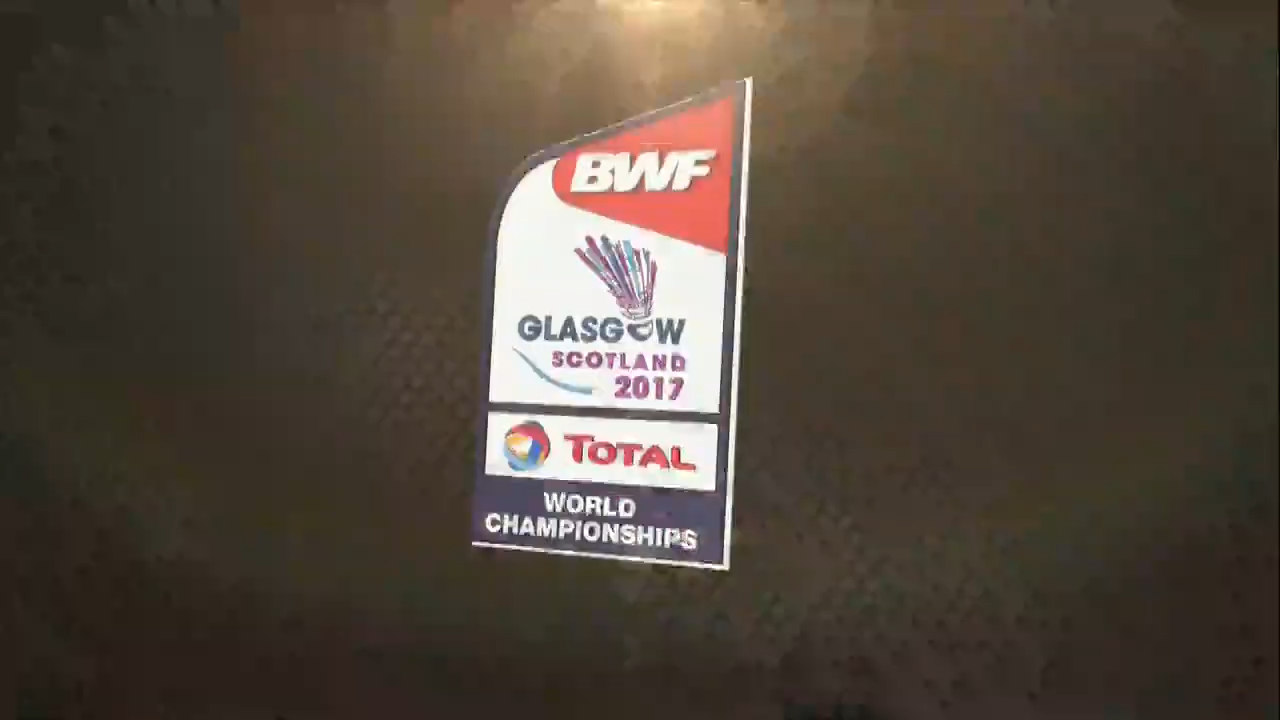 BWF
GLASGOW
SCOTLAND
2017
TOTAL
WORLD
CHAMPIONSHIPS